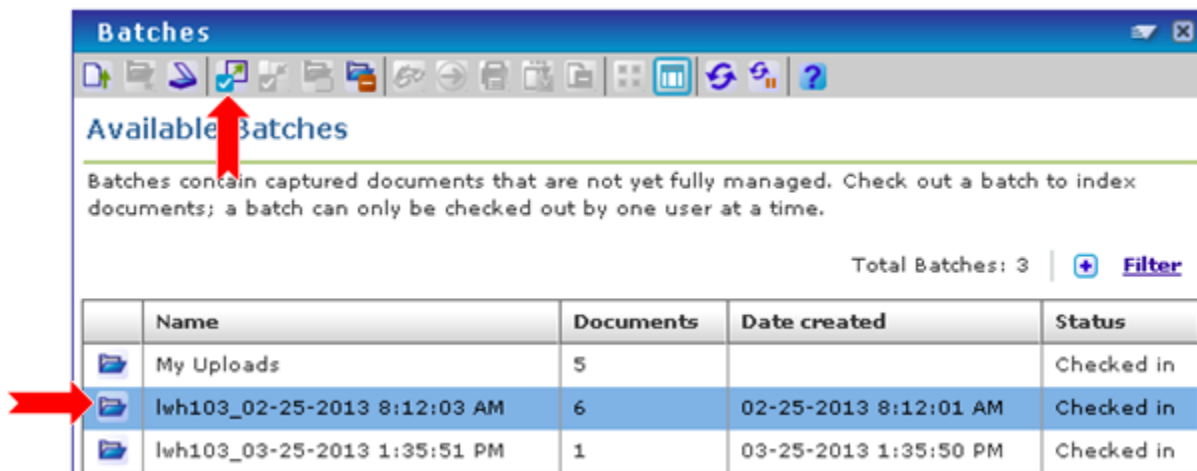 Batches
Available Batches
Batches contain captured documents that are not yet fully managed. Check out a batch to index
documents; a batch can only be checked out by one user at a time.
Total Batches: 3 Filter
Name Documents Date created Status
My Uploads 5 Checked in
lwh103_02-25-2013 8:12:03 AM 6 02-25-2013 8:12:01 AM Checked in
lwh103_03-25-2013 1:35:51 PM 1 03-25-2013 1:35:50 PM Checked in